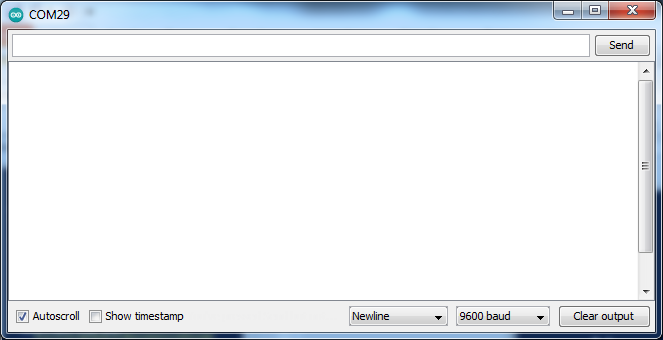 COM29
Send
Autoscroll Show timestamp Newline 9600 baud Clear output